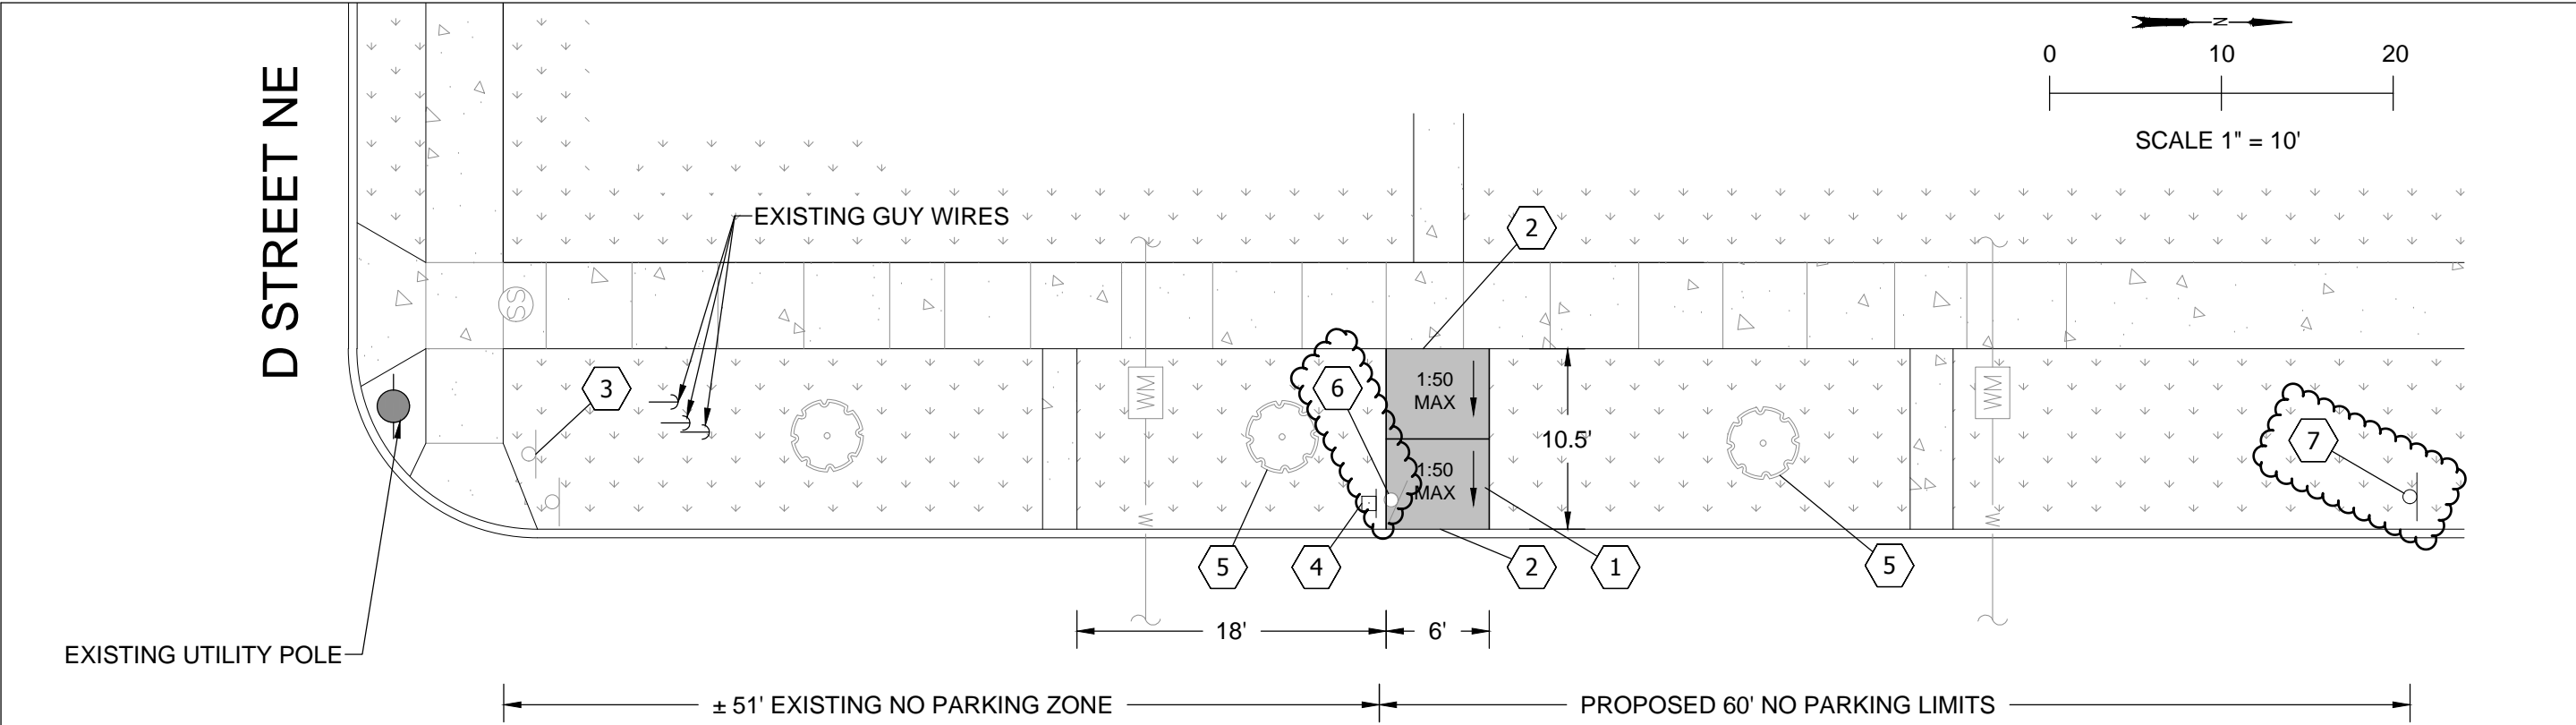 N
0 10 20
SCALE 1" = 10'
D STREET NE
EXISTING GUY WIRES
2
SS
3
6
1:50
MAX
WM
WM
10.5'
7
1:50
MAX
W
W
5
4
2
1
5
18'
6'
EXISTING UTILITY POLE
± 51' EXISTING NO PARKING ZONE
PROPOSED 60' NO PARKING LIMITS